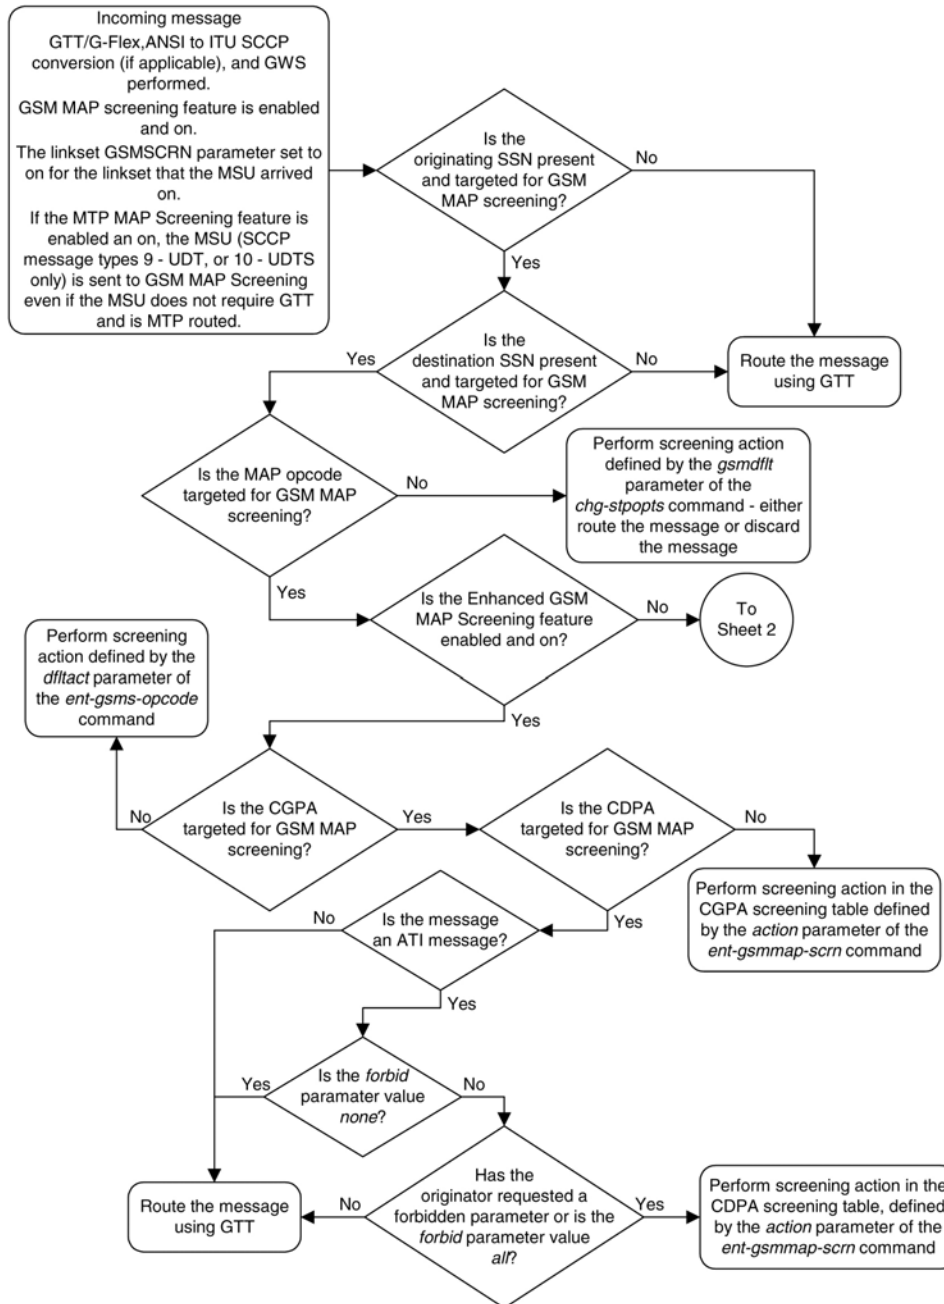 Incoming message
GTT/G-Flex,ANSI to ITU SCCP
conversion (if applicable), and GWS
performed.
GSM MAP screening feature is enabled
and on.
The linkset GSMSCRN parameter set to
on for the linkset that the MSU arrived
on.
If the MTP MAP Screening feature is
enabled an on, the MSU (SCCP
message types 9 - UDT, or 10 - UDTS
only) is sent to GSM MAP Screening
even if the MSU does not require GTT
and is MTP routed.
Is the
originating SSN present
and targeted for GSM
MAP screening?
No
Yes
Is the
destination SSN present
and targeted for GSM
MAP screening?
Yes
No
Route the message
using GTT
Is the MAP opcode
targeted for GSM MAP
screening?
No
Perform screening action
defined by the gsmdflt
parameter of the
chg-stpopts command - either
route the message or discard
the message
Yes
Is the Enhanced GSM
MAP Screening feature
enabled and on?
No
To
Sheet 2
Perform screening
action defined by the
dfltact parameter of
the ent-gsms-opcode
command
Yes
No
Is the CGPA
targeted for GSM MAP
screening?
Yes
Is the CDPA
targeted for GSM MAP
screening?
No
Perform screening action in the
CGPA screening table defined
by the action parameter of the
ent-gsmmap-scrn command
Yes
No
Is the message
an ATI message?
Yes
Yes
Is the forbid
paramater value
none?
No
Route the message
using GTT
No
Has the
originator requested a
forbidden parameter or is the
forbid parameter value
all?
Yes
Perform screening action in the
CDPA screening table, defined
by the action parameter of the
ent-gsmmap-scrn command